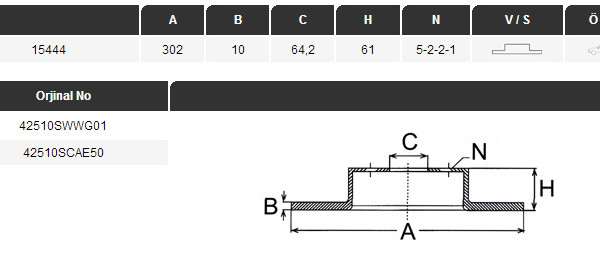 A B C H N V / S Ö
15444 302 10 64,2 61 5-2-2-1
Orjinal No
42510SWWG01
42510SCAE50
C
N
H
B
A